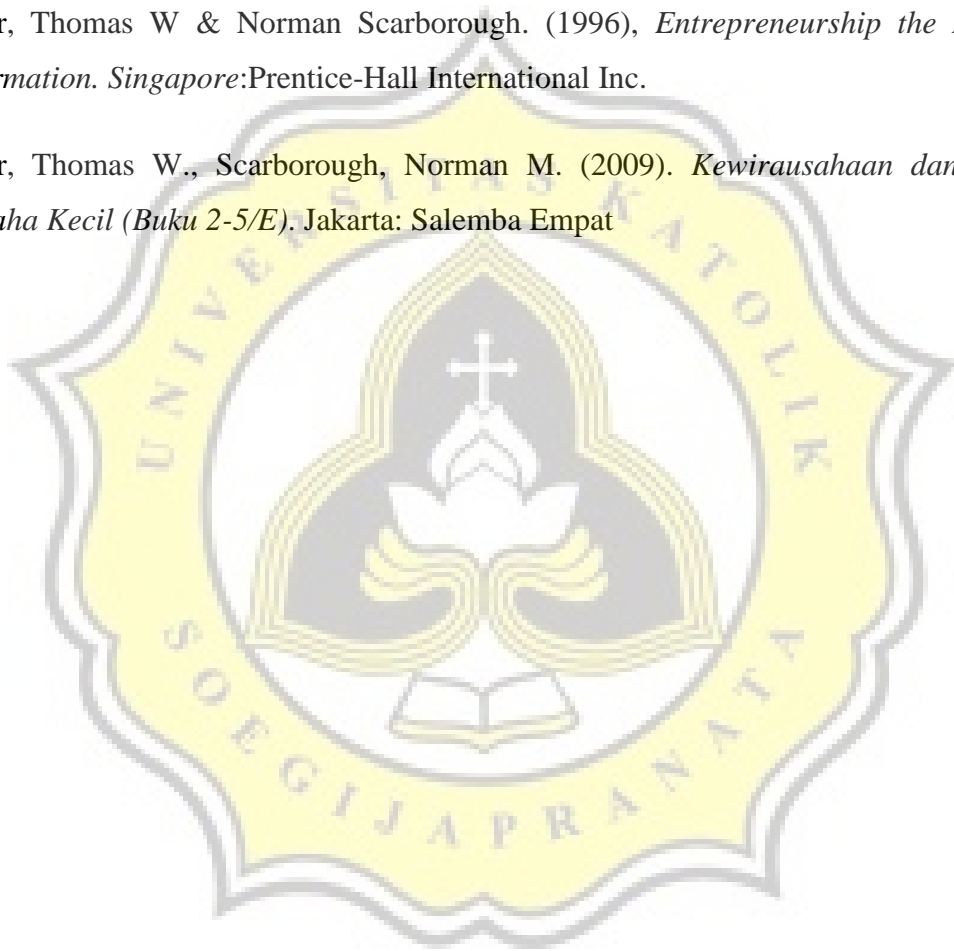 r, Thomas W & Norman Scarborough. (1996), Entrepreneurship the
rmation. Singapore:Prentice-Hall International Inc.
r, Thomas W., Scarborough, Norman M. (2009). Kewirausahaan dan
aha Kecil (Buku 2-5/E). Jakarta: Salemba Empat
UNIVERSITAS KATOLIK
SOEGIJAPRANATA